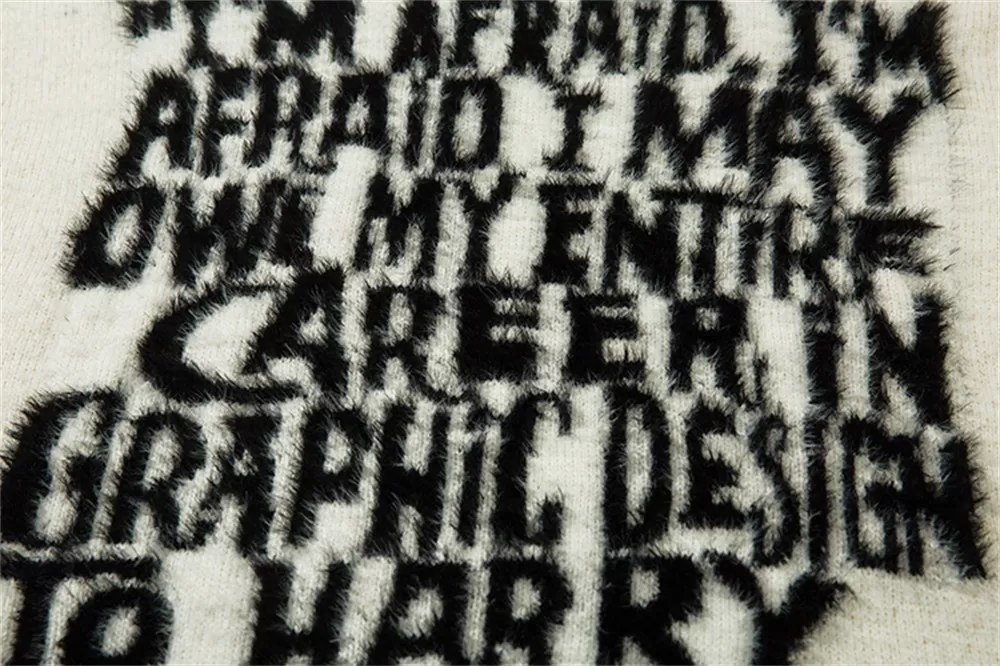 "I'M AFRAID, I'M
AFRAID I MAY
OWE MY ENTIRE
CAREER IN
GRAPHIC DESIGN
TO HARRY